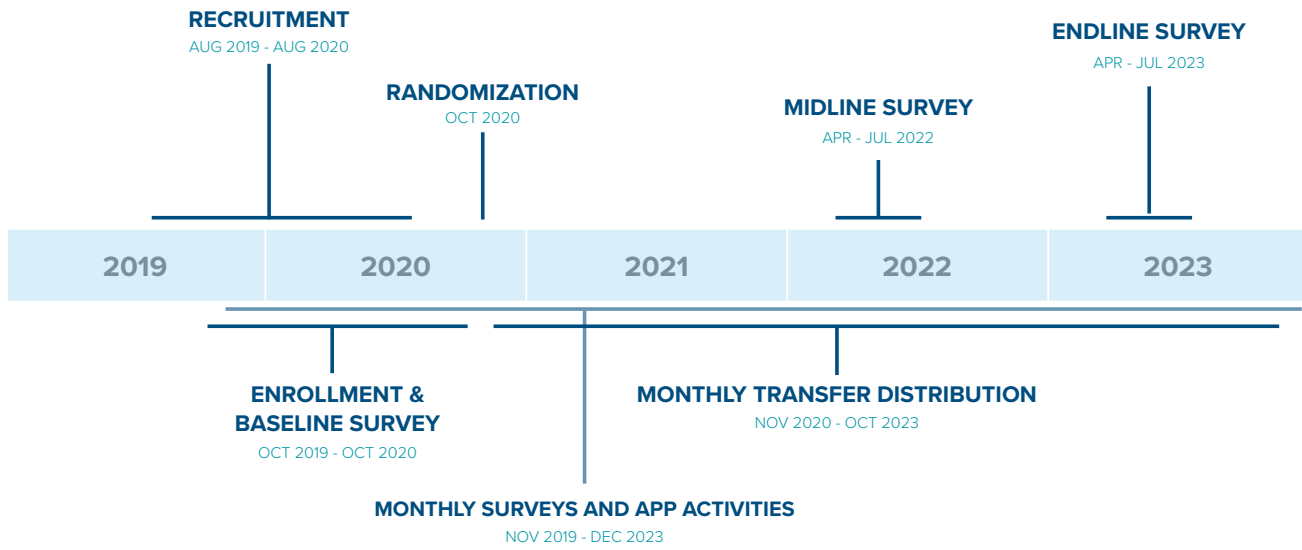 RECRUITMENT
AUG 2019 - AUG 2020
RANDOMIZATION
OCT 2020
MIDLINE SURVEY
APR - JUL 2022
ENDLINE SURVEY
APR - JUL 2023
2019
2020
2021
2022
2023
ENROLLMENT &
BASELINE SURVEY
OCT 2019 - OCT 2020
MONTHLY TRANSFER DISTRIBUTION
NOV 2020 - OCT 2023
MONTHLY SURVEYS AND APP ACTIVITIES
NOV 2019 - DEC 2023